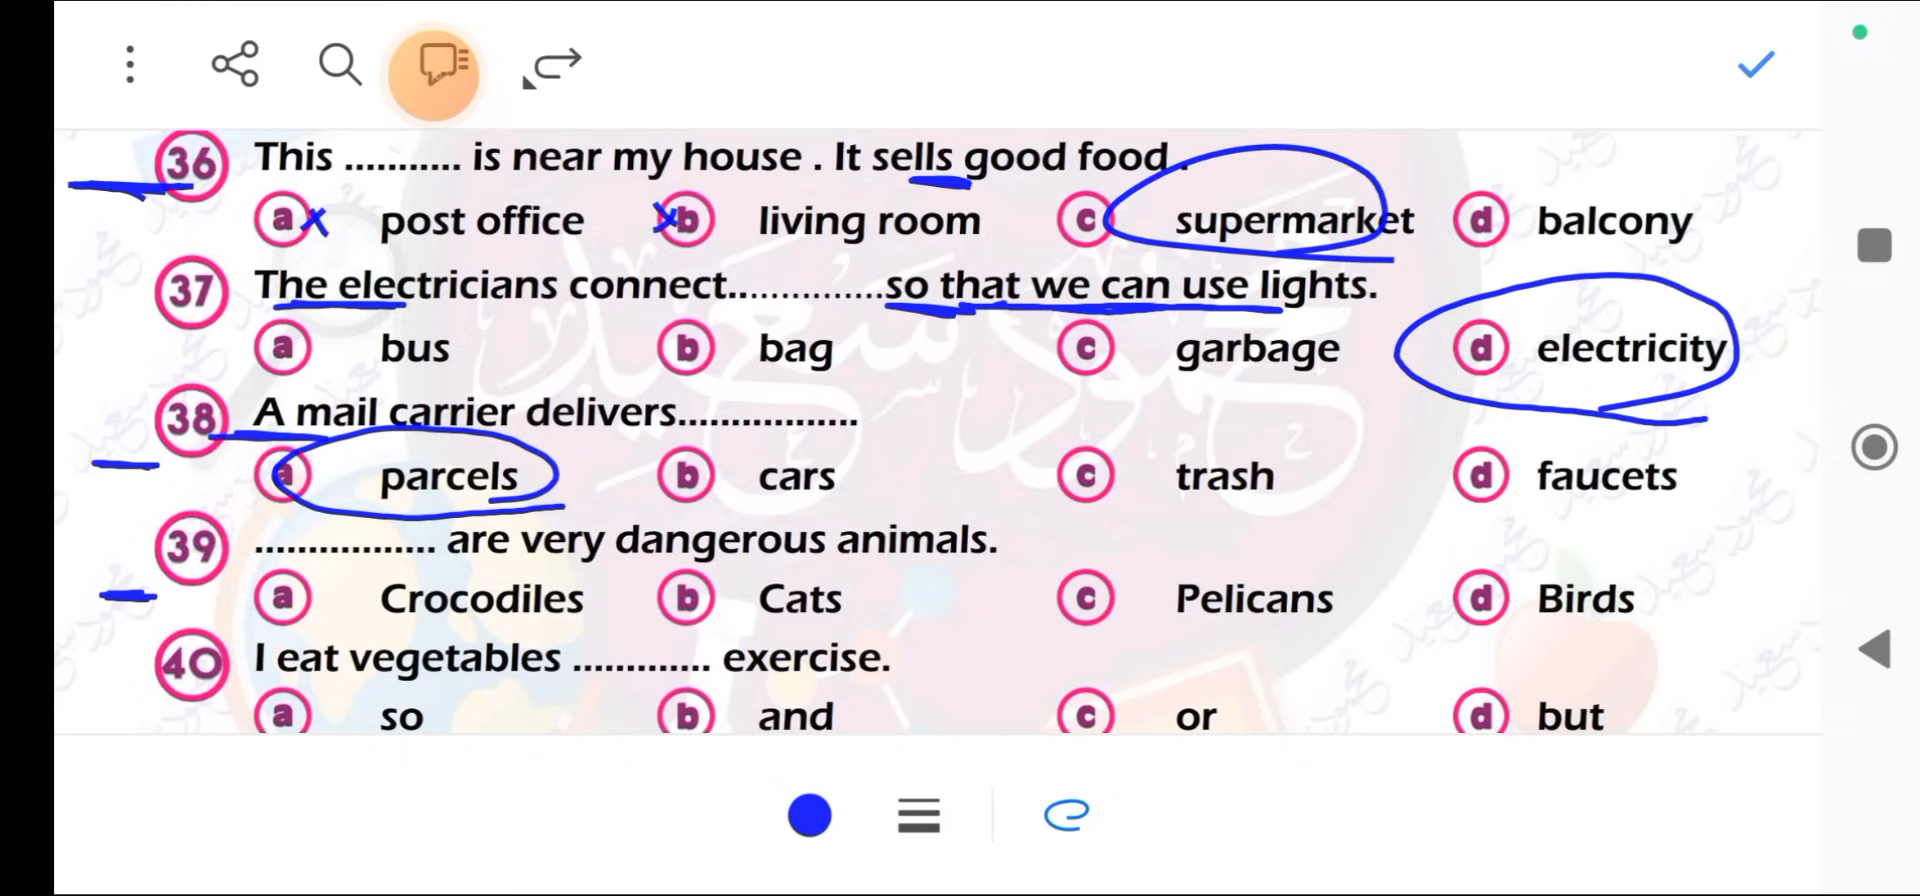 36 This ........... is near my house . It sells good food .
a post office b living room c supermarket d balcony
37 The electricians connect...............so that we can use lights.
a bus b bag c garbage d electricity
38 A mail carrier delivers.................
a parcels b cars c trash d faucets
39 ................. are very dangerous animals.
a Crocodiles b Cats c Pelicans d Birds
40 I eat vegetables ............. exercise.
a so b and c or d but